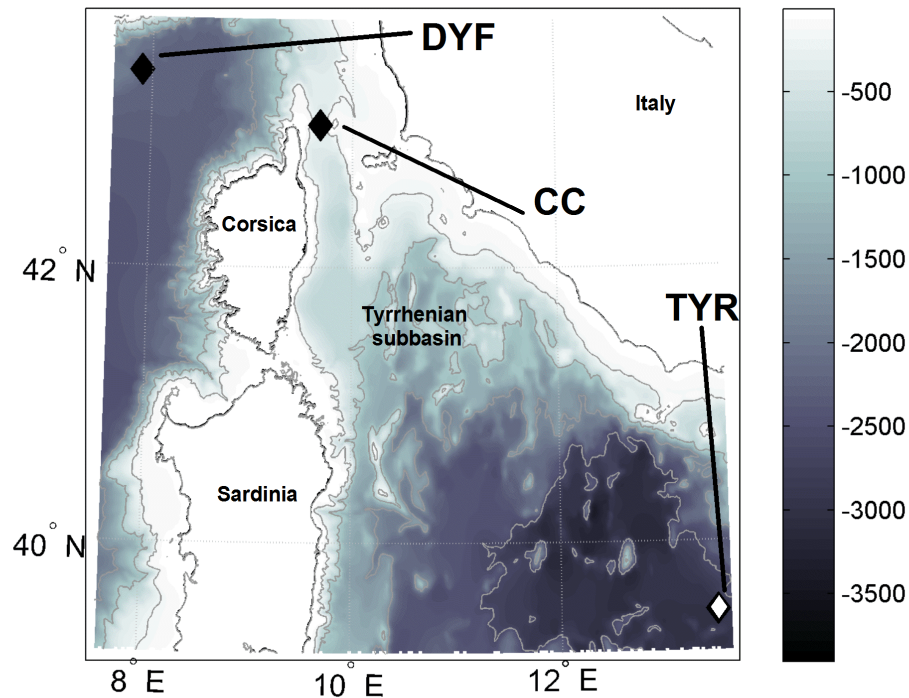 DYF
Italy
CC
Corsica
42° N
TYR
Tyrrhenian
subbasin
Sardinia
40° N
8° E
10° E
12° E
-500
-1000
-1500
-2000
-2500
-3000
-3500